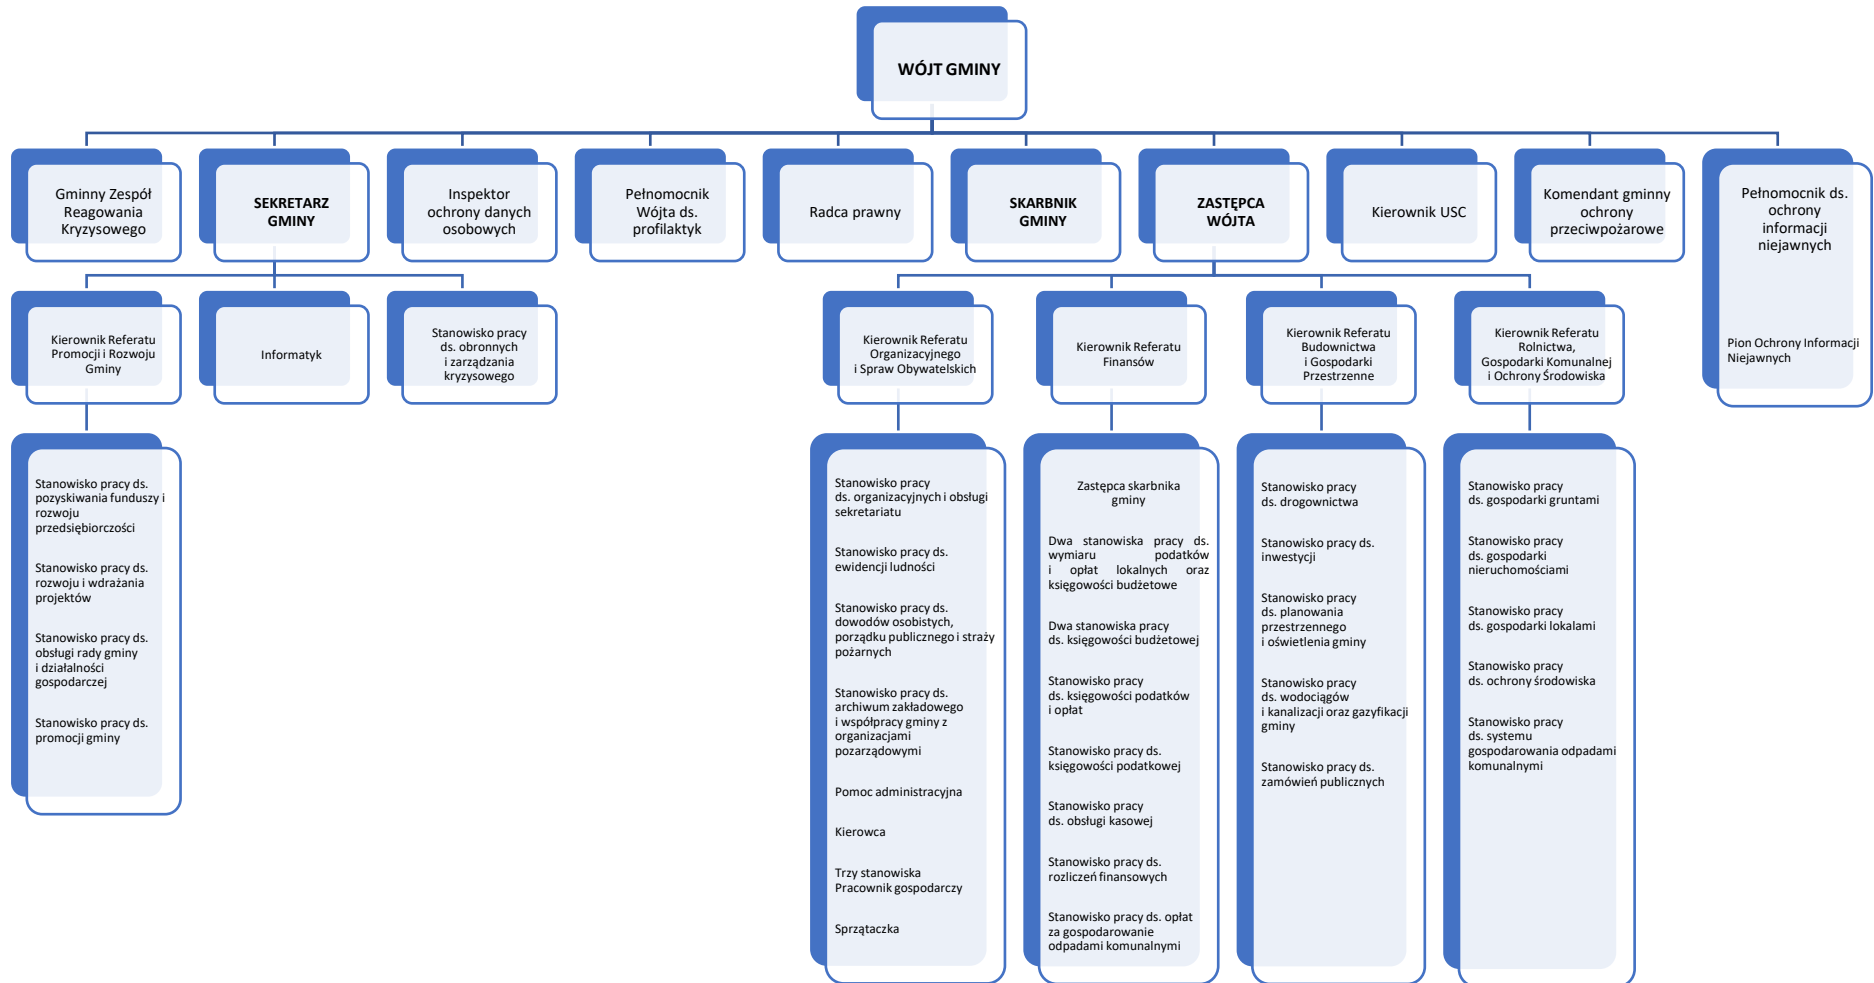 WÓJT GMINY
Gminny Zespół
Reagowania
Kryzysowego
SEKRETARZ
GMINY
Inspektor
ochrony danych
osobowych
Pełnomocnik
Wójta ds.
profilaktyk
Radca prawny
SKARBNIK
GMINY
ZASTĘPCA
WÓJTA
Kierownik USC
Komendant gminny
ochrony
przeciwpożarowe
Pełnomocnik ds.
ochrony
informacji
niejawnych
Pion Ochrony Informacji
Niejawnych
Kierownik Referatu
Promocji i Rozwoju
Gminy
Informatyk
Stanowisko pracy
ds. obronnych
i zarządzania
kryzysowego
Kierownik Referatu
Organizacyjnego
i Spraw Obywatelskich
Kierownik Referatu
Finansów
Kierownik Referatu
Budownictwa
i Gospodarki
Przestrzenne
Kierownik Referatu
Rolnictwa,
Gospodarki Komunalnej
i Ochrony Środowiska
Stanowisko pracy ds.
pozyskiwania funduszy i
rozwoju
przedsiębiorczości
Stanowisko pracy ds.
rozwoju i wdrażania
projektów
Stanowisko pracy ds.
obsługi rady gminy
i działalności
gospodarczej
Stanowisko pracy ds.
promocji gminy
Stanowisko pracy
ds. organizacyjnych i obsługi
sekretariatu
Stanowisko pracy ds.
ewidencji ludności
Stanowisko pracy ds.
dowodów osobistych,
porządku publicznego i straży
pożarnych
Stanowisko pracy ds.
archiwum zakładowego
i współpracy gminy z
organizacjami
pozarządowymi
Pomoc administracyjna
Kierowca
Trzy stanowiska
Pracownik gospodarczy
Sprzątaczka
Zastępca skarbnika
gminy
Dwa stanowiska pracy ds.
wymiaru podatków
i opłat lokalnych oraz
księgowości budżetowe
Dwa stanowiska pracy
ds. księgowości budżetowej
Stanowisko pracy
ds. księgowości podatków
i opłat
Stanowisko pracy ds.
księgowości podatkowej
Stanowisko pracy
ds. obsługi kasowej
Stanowisko pracy ds.
rozliczeń finansowych
Stanowisko pracy ds. opłat
za gospodarowanie
odpadami komunalnymi
Stanowisko pracy
ds. drogownictwa
Stanowisko pracy ds.
inwestycji
Stanowisko pracy
ds. planowania
przestrzennego
i oświetlenia gminy
Stanowisko pracy
ds. wodociągów
i kanalizacji oraz gazyfikacji
gminy
Stanowisko pracy ds.
zamówień publicznych
Stanowisko pracy
ds. gospodarki gruntami
Stanowisko pracy
ds. gospodarki
nieruchomościami
Stanowisko pracy
ds. gospodarki lokalami
Stanowisko pracy
ds. ochrony środowiska
Stanowisko pracy
ds. systemu
gospodarowania odpadami
komunalnymi